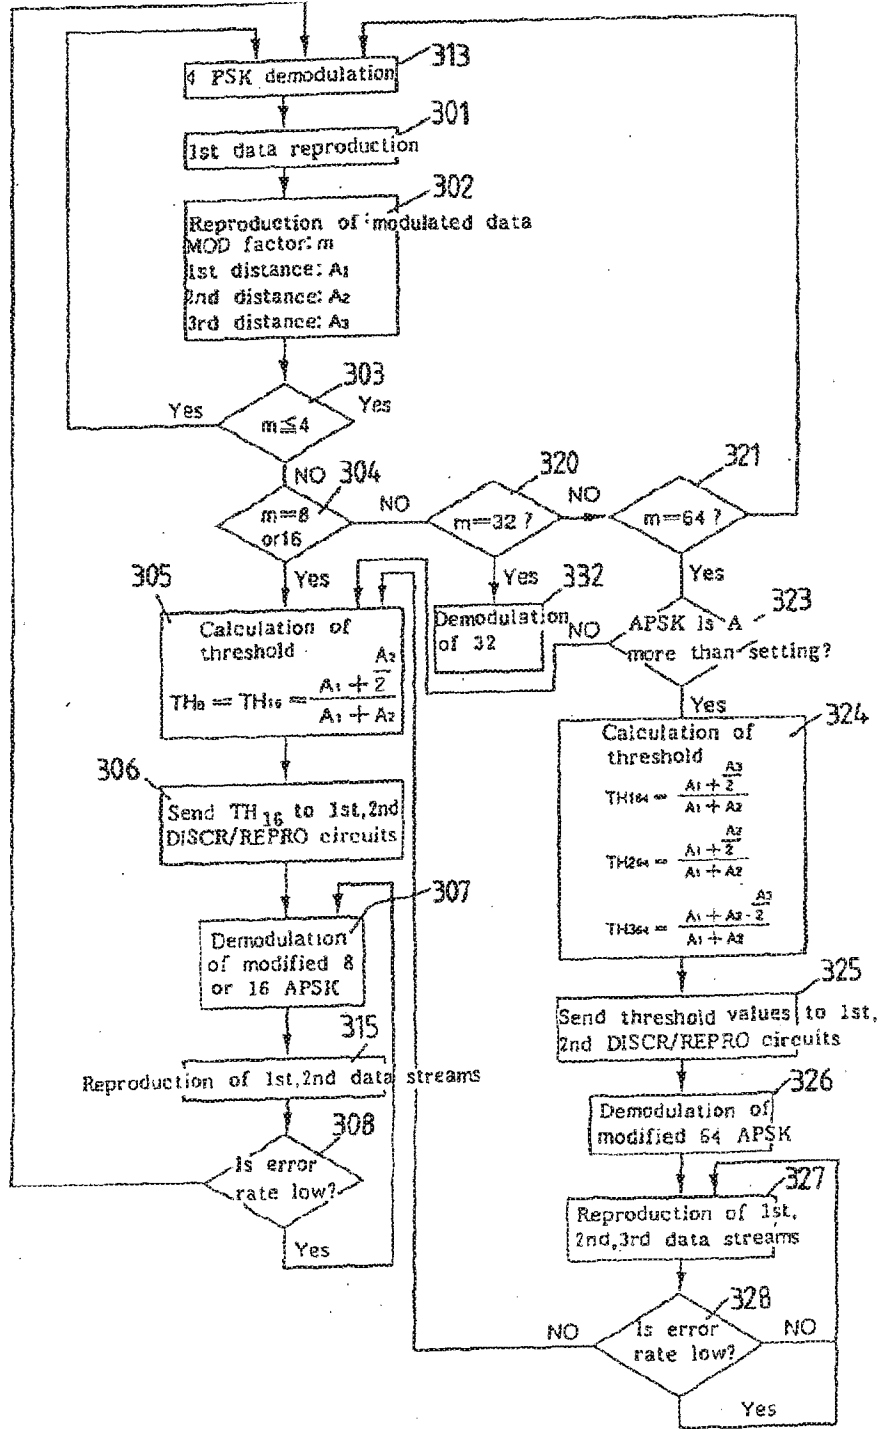 313
4 PSK demodulation
301
1st data reproduction
302
Reproduction of modulated data
MOD factor: m
1st distance: A1
2nd distance: A2
3rd distance: A3
303
Yes
m≦4
Yes
NO
304
m=8
or16
NO
320
m=32 ?
NO
321
m=64 ?
Yes
Yes
Yes
305
Calculation of
threshold
TH8 = TH16 = (A1 + A2/2)/(A1 + A2)
332
Demodulation
of 32
NO
323
APSK is A
more than setting?
Yes
306
Send TH16 to 1st,2nd
DISCR/REPRO circuits
324
Calculation of
threshold
TH164 = (A1 + A3/2)/(A1 + A2)
TH264 = (A1 + A2/2)/(A1 + A2)
TH364 = (A1 + A2 - A3/2)/(A1 + A2)
307
Demodulation
of modified 8
or 16 APSK
325
Send threshold values to 1st,
2nd DISCR/REPRO circuits
315
Reproduction of 1st,2nd data streams
326
Demodulation of
modified 64 APSK
308
Is error
rate low?
Yes
327
Reproduction of 1st,
2nd,3rd data streams
328
NO
Is error
rate low?
NO
Yes